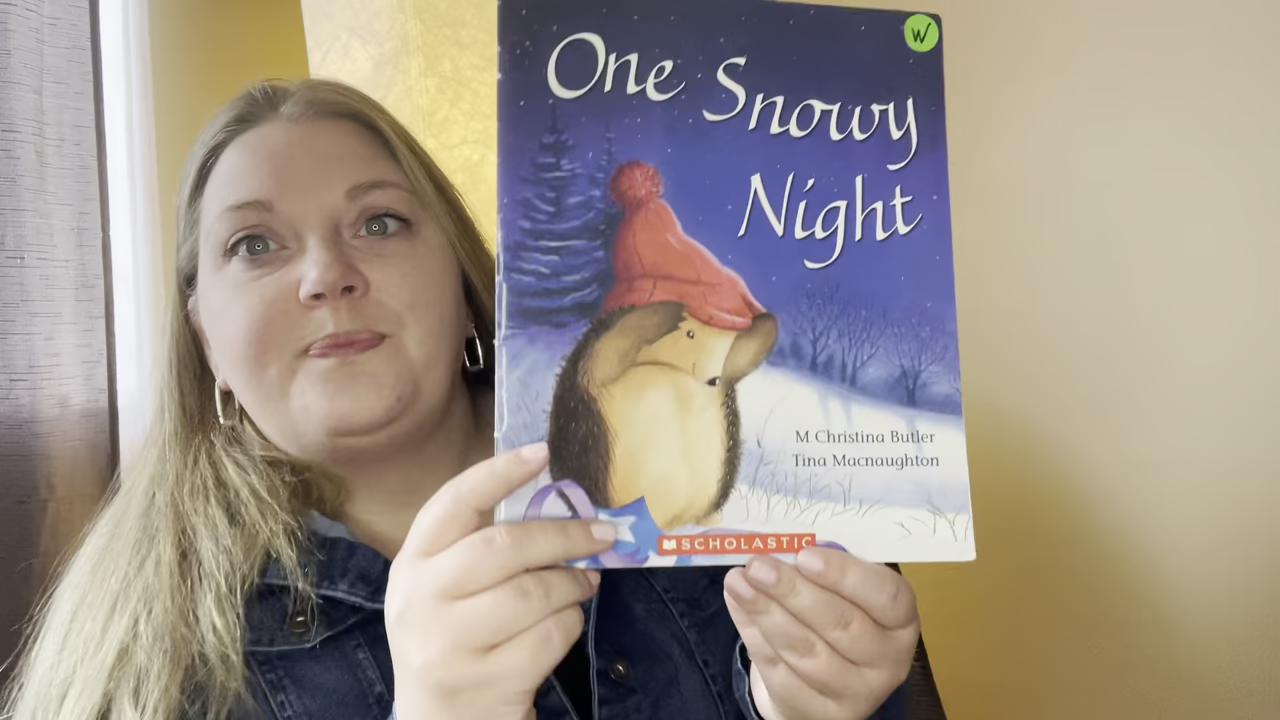 W
One Snowy
Night
M Christina Butler
Tina Macnaughton
SCHOLASTIC